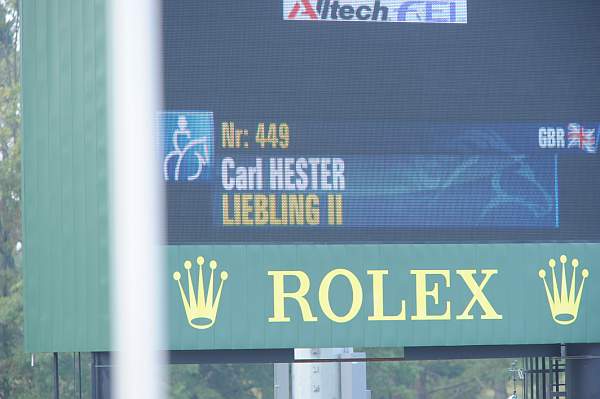 Alltech FEI
Nr: 449
GBR
Carl HESTER
LIEBLING II
ROLEX